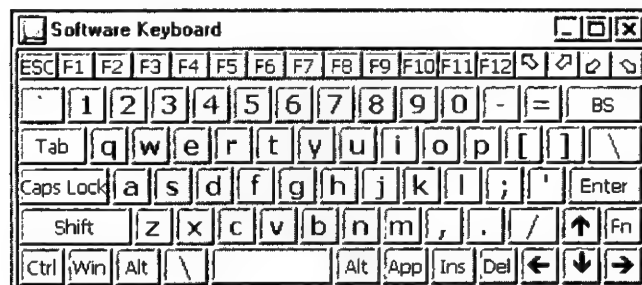 Software Keyboard
ESC F1 F2 F3 F4 F5 F6 F7 F8 F9 F10 F11 F12
` 1 2 3 4 5 6 7 8 9 0 - = BS
Tab q w e r t y u i o p [ ] \
Caps Lock a s d f g h j k l ; ' Enter
Shift z x c v b n m , . / ↑ Fn
Ctrl Win Alt \ Alt App Ins Del ← ↓ →